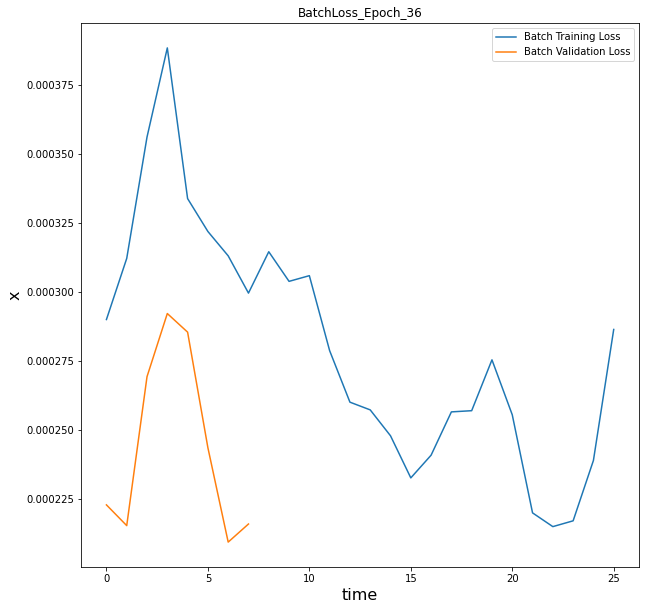 BatchLoss_Epoch_36
Batch Training Loss
Batch Validation Loss
0.000375
0.000350
0.000325
0.000300
0.000275
0.000250
0.000225
x
0 5 10 15 20 25
time